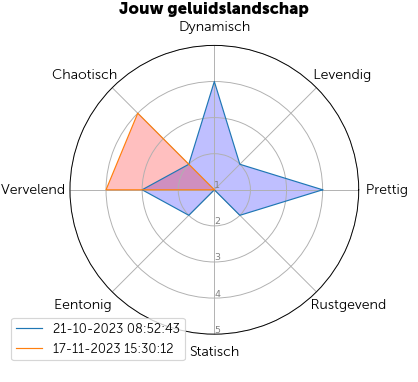 Jouw geluidslandschap
Dynamisch
Chaotisch
Levendig
Vervelend
1
Prettig
2
3
4
Eentonig
Rustgevend
5
21-10-2023 08:52:43
17-11-2023 15:30:12
Statisch